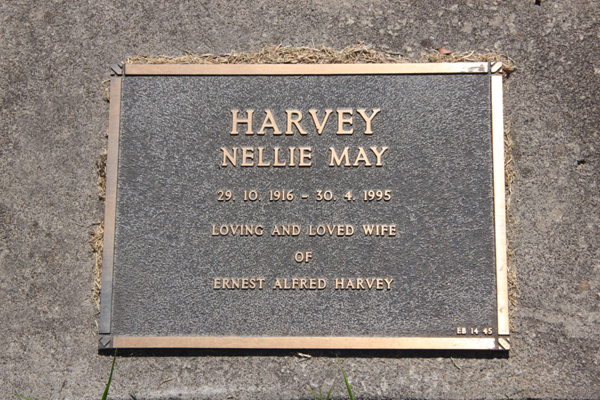 HARVEY
NELLIE MAY
29. 10. 1916 - 30. 4. 1995
LOVING AND LOVED WIFE
OF
ERNEST ALFRED HARVEY
EB 14 45